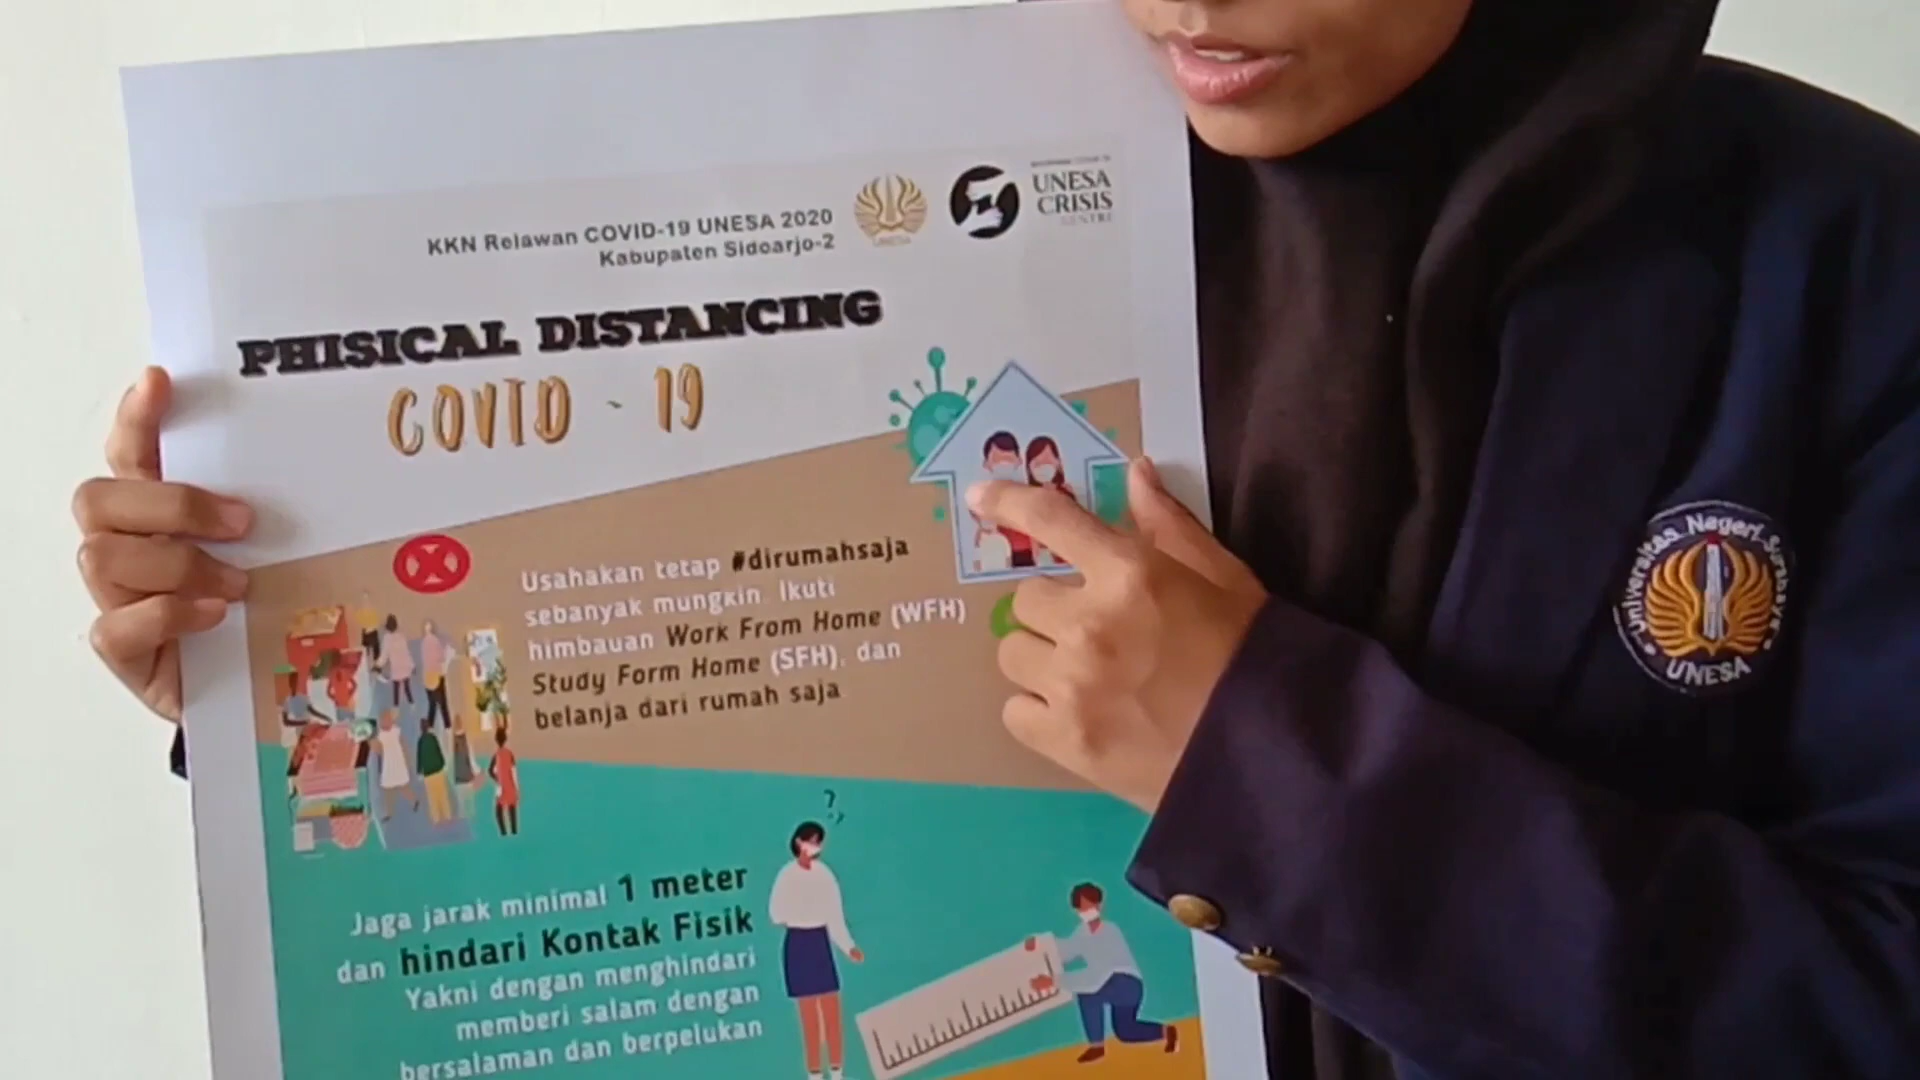 KKN Relawan COVID-19 UNESA 2020
Kabupaten Sidoarjo-2
UNESA
UNESA
CRISIS
CENTRE
PHISICAL DISTANCING
COVID - 19
Usahakan tetap #dirumahsaja
sebanyak mungkin. Ikuti
himbauan Work From Home (WFH)
Study Form Home (SFH), dan
belanja dari rumah saja
??
Jaga jarak minimal 1 meter
dan hindari Kontak Fisik
Yakni dengan menghindari
memberi salam dengan
bersalaman dan berpelukan
Universitas Negeri Surabaya
UNESA